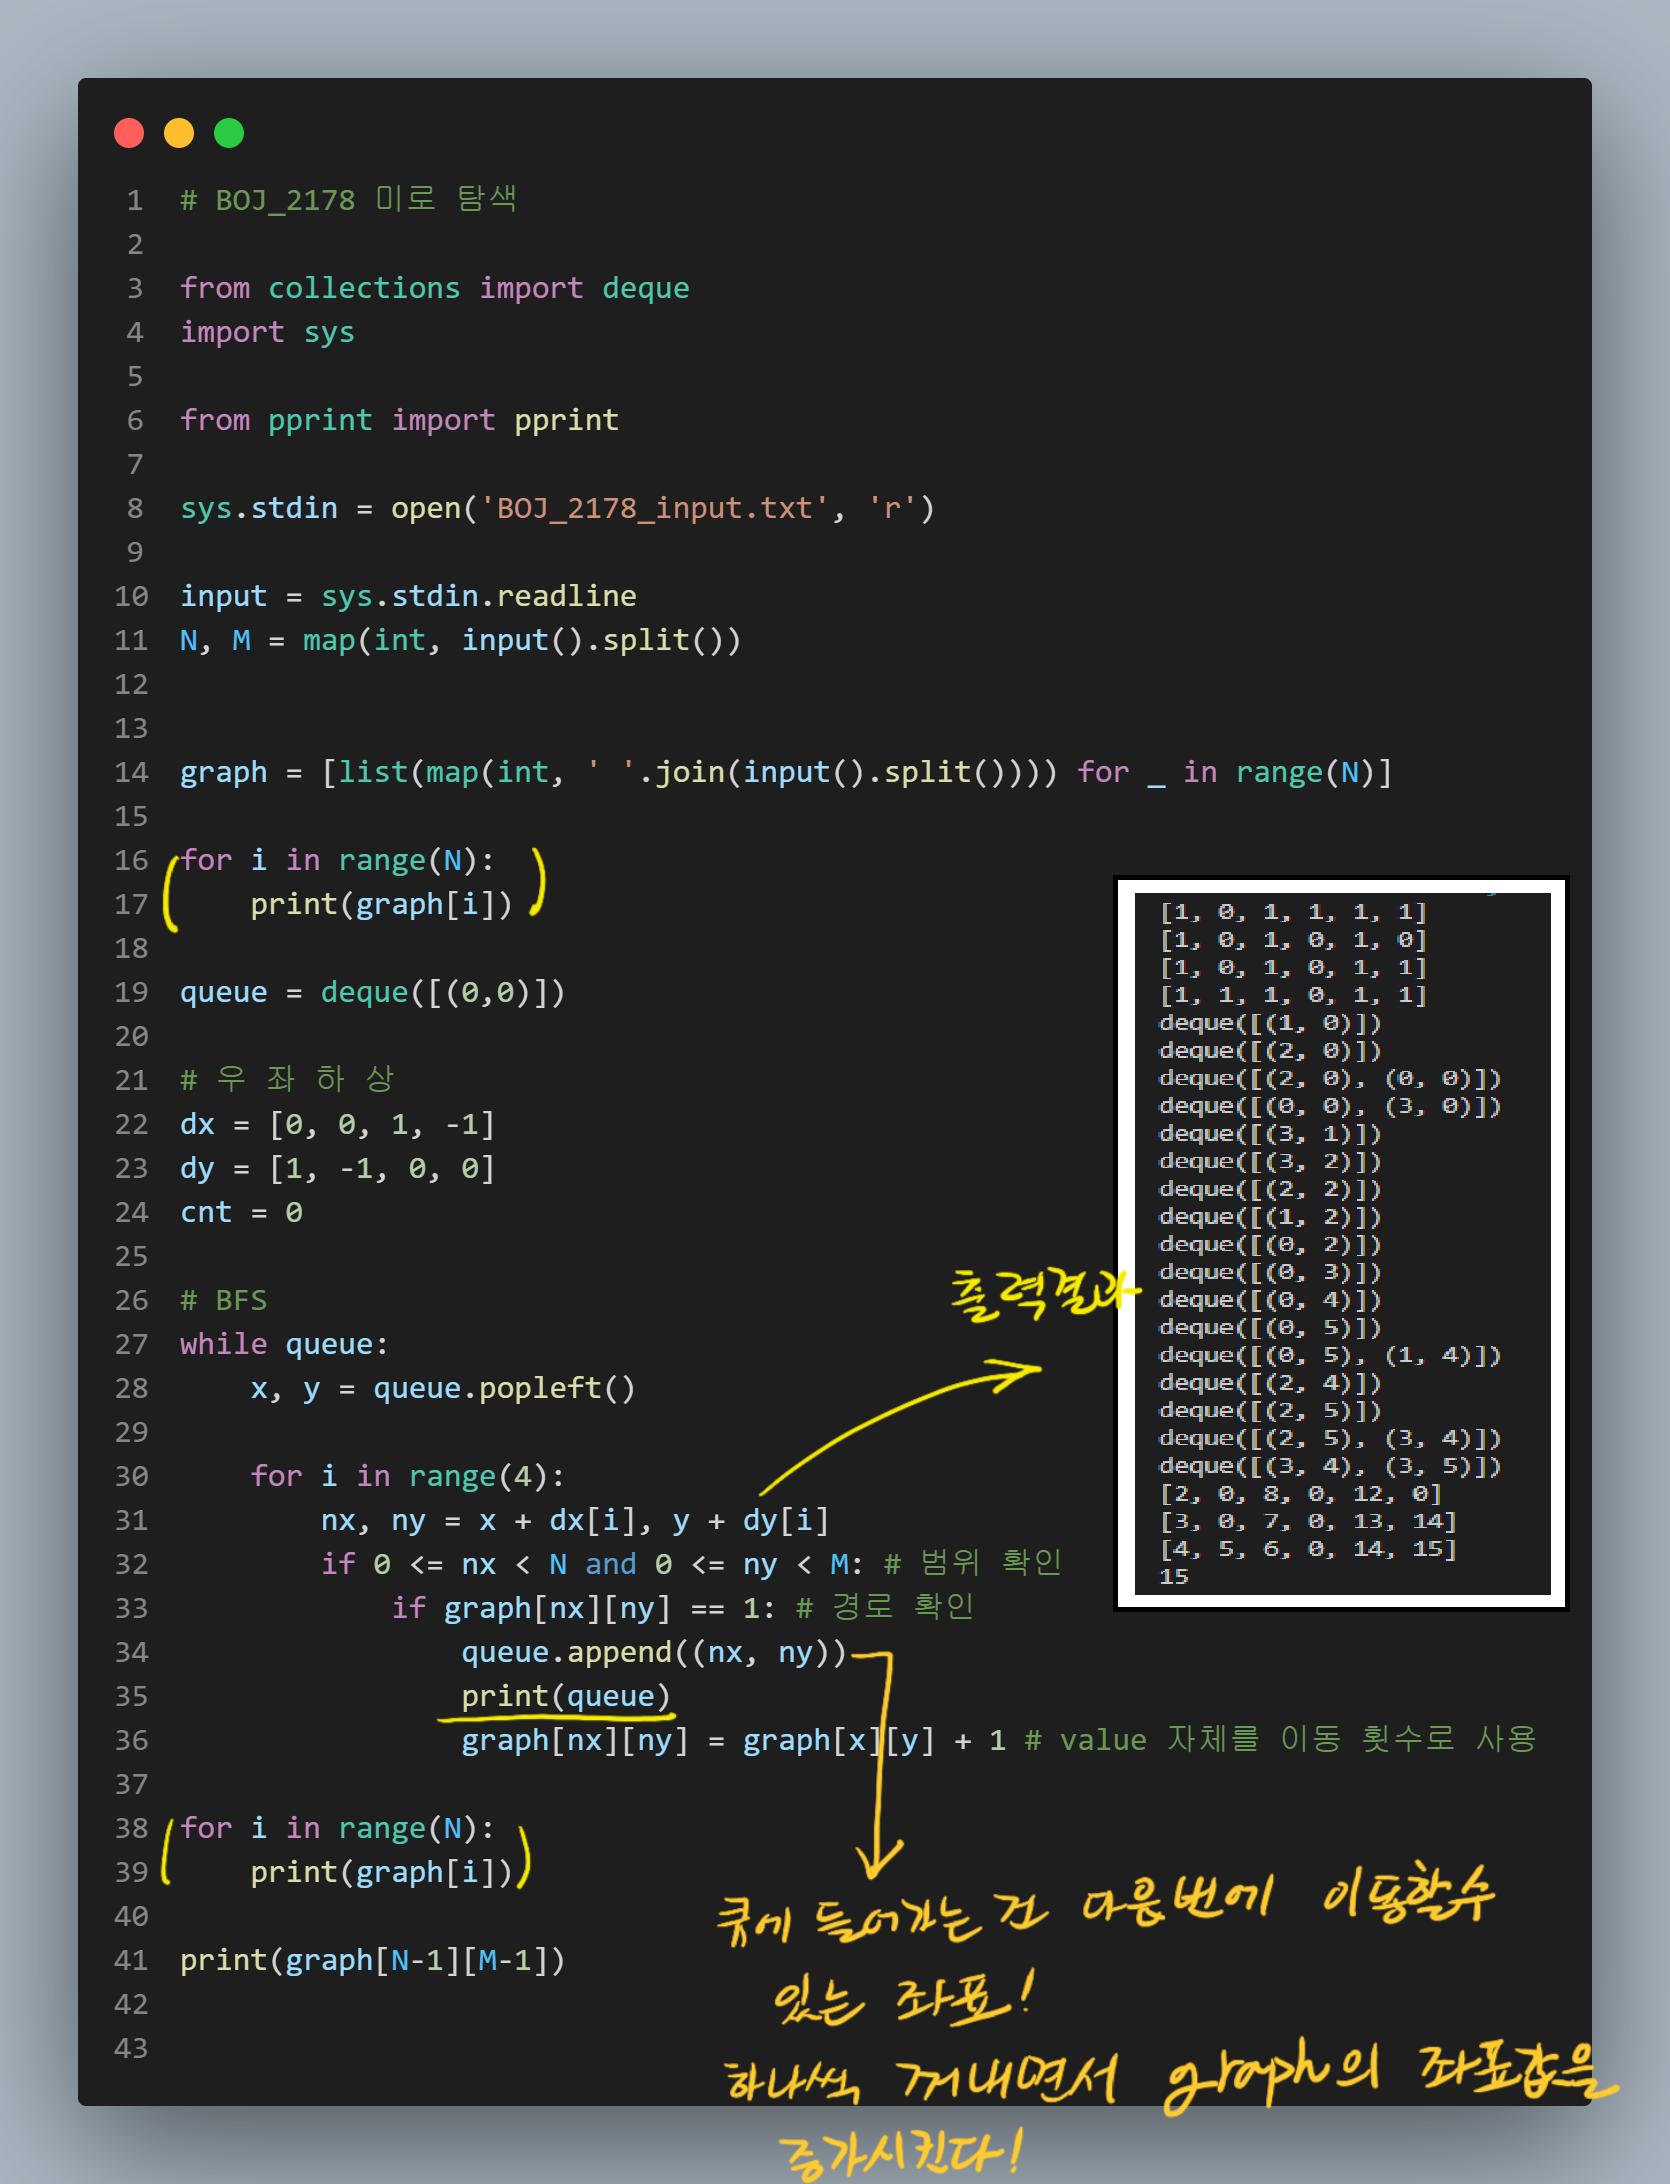 1 # BOJ_2178 미로 탐색
2
3 from collections import deque
4 import sys
5
6 from pprint import pprint
7
8 sys.stdin = open('BOJ_2178_input.txt', 'r')
9
10 input = sys.stdin.readline
11 N, M = map(int, input().split())
12
13
14 graph = [list(map(int, ' '.join(input().split()))) for _ in range(N)]
15
16 for i in range(N):
17     print(graph[i])
18
19 queue = deque([(0,0)])
20
21 # 우 좌 하 상
22 dx = [0, 0, 1, -1]
23 dy = [1, -1, 0, 0]
24 cnt = 0
25
26 # BFS
27 while queue:
28     x, y = queue.popleft()
29
30     for i in range(4):
31         nx, ny = x + dx[i], y + dy[i]
32         if 0 <= nx < N and 0 <= ny < M: # 범위 확인
33             if graph[nx][ny] == 1: # 경로 확인
34                 queue.append((nx, ny))
35                 print(queue)
36                 graph[nx][ny] = graph[x][y] + 1 # value 자체를 이동 횟수로 사용
37
38 for i in range(N):
39     print(graph[i])
40
41 print(graph[N-1][M-1])
42
43
출력결과
[1, 0, 1, 1, 1, 1]
[1, 0, 1, 0, 1, 0]
[1, 0, 1, 0, 1, 1]
[1, 1, 1, 0, 1, 1]
deque([(1, 0)])
deque([(2, 0)])
deque([(2, 0), (0, 0)])
deque([(0, 0), (3, 0)])
deque([(3, 1)])
deque([(3, 2)])
deque([(2, 2)])
deque([(1, 2)])
deque([(0, 2)])
deque([(0, 3)])
deque([(0, 4)])
deque([(0, 5)])
deque([(0, 5), (1, 4)])
deque([(2, 4)])
deque([(2, 5)])
deque([(2, 5), (3, 4)])
deque([(3, 4), (3, 5)])
[2, 0, 8, 0, 12, 0]
[3, 0, 7, 0, 13, 14]
[4, 5, 6, 0, 14, 15]
15
큐에 들어가는 건 다음번에 이동할수
있는 좌표!
하나씩 꺼내면서 graph의 좌표값을
증가시킨다!